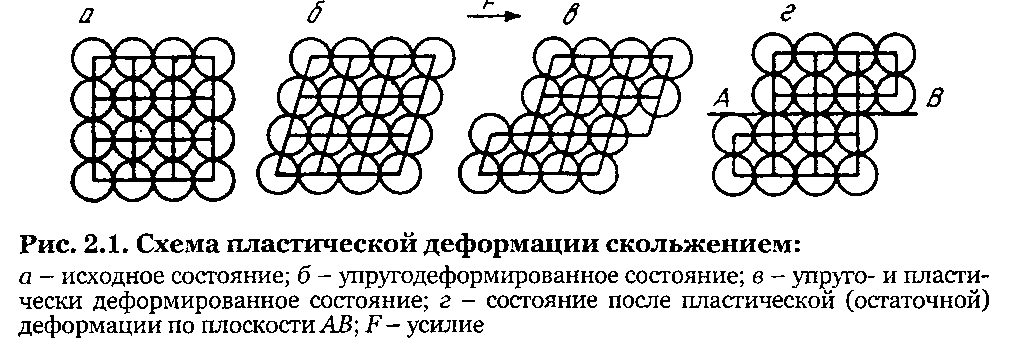 а б F в г
А В
Рис. 2.1. Схема пластической деформации скольжением:
а – исходное состояние; б – упругодеформированное состояние; в – упруго- и пласти-
чески деформированное состояние; г – состояние после пластической (остаточной)
деформации по плоскости АВ; F – усилие